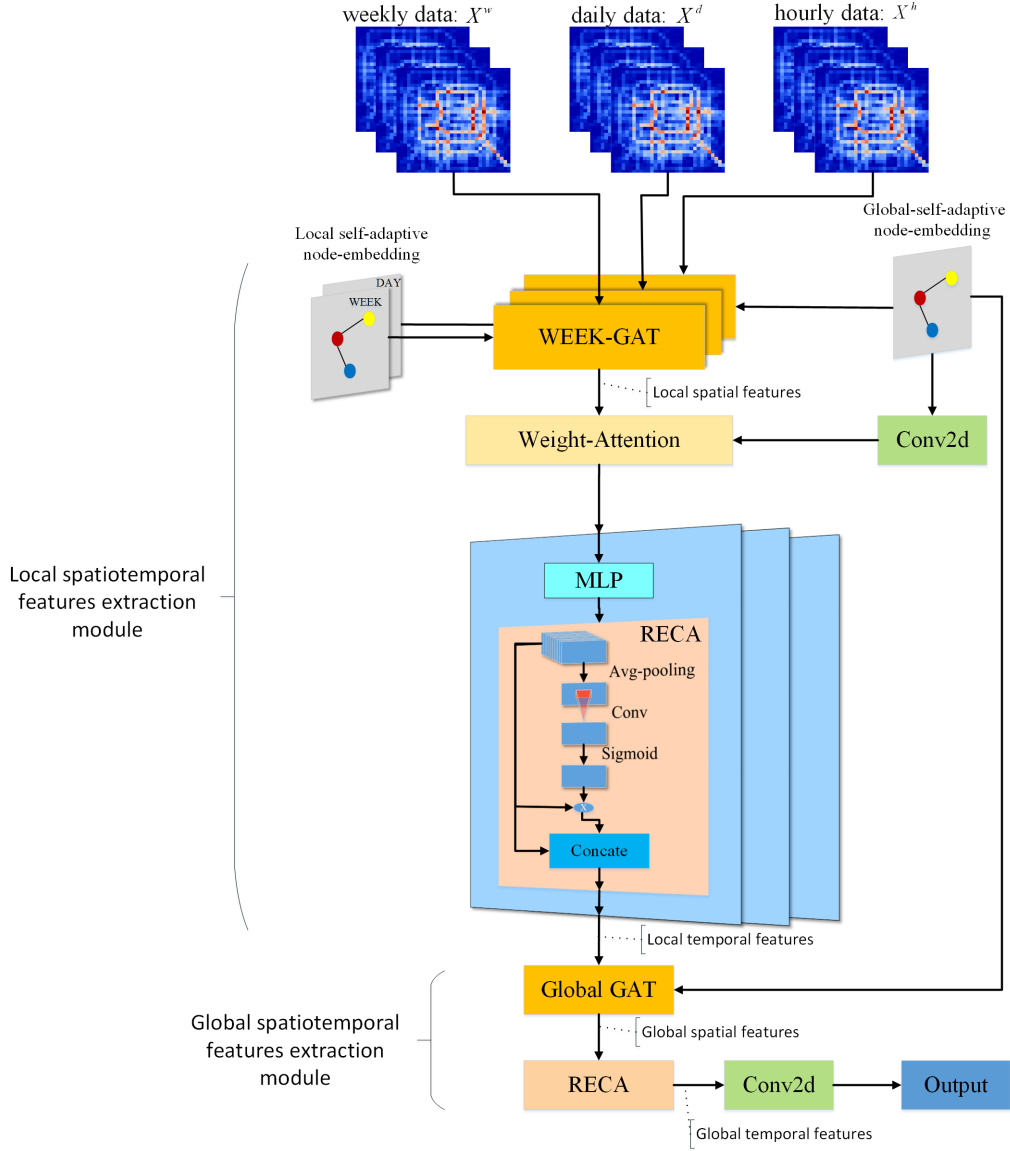 weekly data: X^w
daily data: X^d
hourly data: X^h
Local self-adaptive
node-embedding
Global-self-adaptive
node-embedding
DAY
WEEK
WEEK-GAT
Local spatial features
Weight-Attention
Conv2d
Local spatiotemporal
features extraction
module
MLP
RECA
Avg-pooling
Conv
Sigmoid
X
Concate
Local temporal features
Global GAT
Global spatiotemporal
features extraction
module
Global spatial features
RECA
Conv2d
Output
Global temporal features